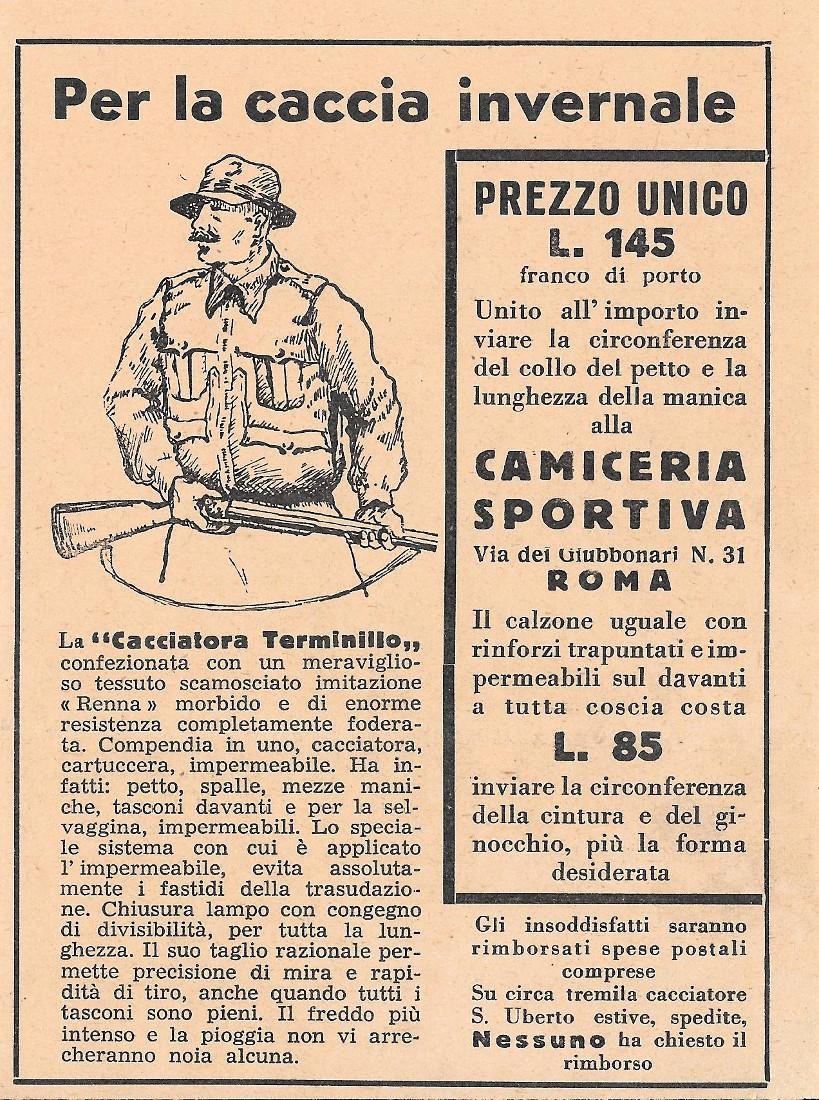 Per la caccia invernale
La “Cacciatora Terminillo„
confezionata con un meraviglio-
so tessuto scamosciato imitazione
« Renna » morbido e di enorme
resistenza completamente fodera-
ta. Compendia in uno, cacciatora,
cartuccera, impermeabile. Ha in-
fatti: petto, spalle, mezze mani-
che, tasconi davanti e per la sel-
vaggina, impermeabili. Lo specia-
le sistema con cui è applicato
l'impermeabile, evita assoluta-
mente i fastidi della trasudazio-
ne. Chiusura lampo con congegno
di divisibilità, per tutta la lun-
ghezza. Il suo taglio razionale per-
mette precisione di mira e rapi-
dità di tiro, anche quando tutti i
tasconi sono pieni. Il freddo più
intenso e la pioggia non vi arre-
cheranno noia alcuna.
PREZZO UNICO
L. 145
franco di porto
Unito all'importo in-
viare la circonferenza
del collo del petto e la
lunghezza della manica
alla
CAMICERIA
SPORTIVA
Via dei Giubbonari N. 31
ROMA
Il calzone uguale con
rinforzi trapuntati e im-
permeabili sul davanti
a tutta coscia costa
L. 85
inviare la circonferenza
della cintura e del gi-
nocchio, più la forma
desiderata
Gli insoddisfatti saranno
rimborsati spese postali
comprese
Su circa tremila cacciatore
S. Uberto estive, spedite,
Nessuno ha chiesto il
rimborso